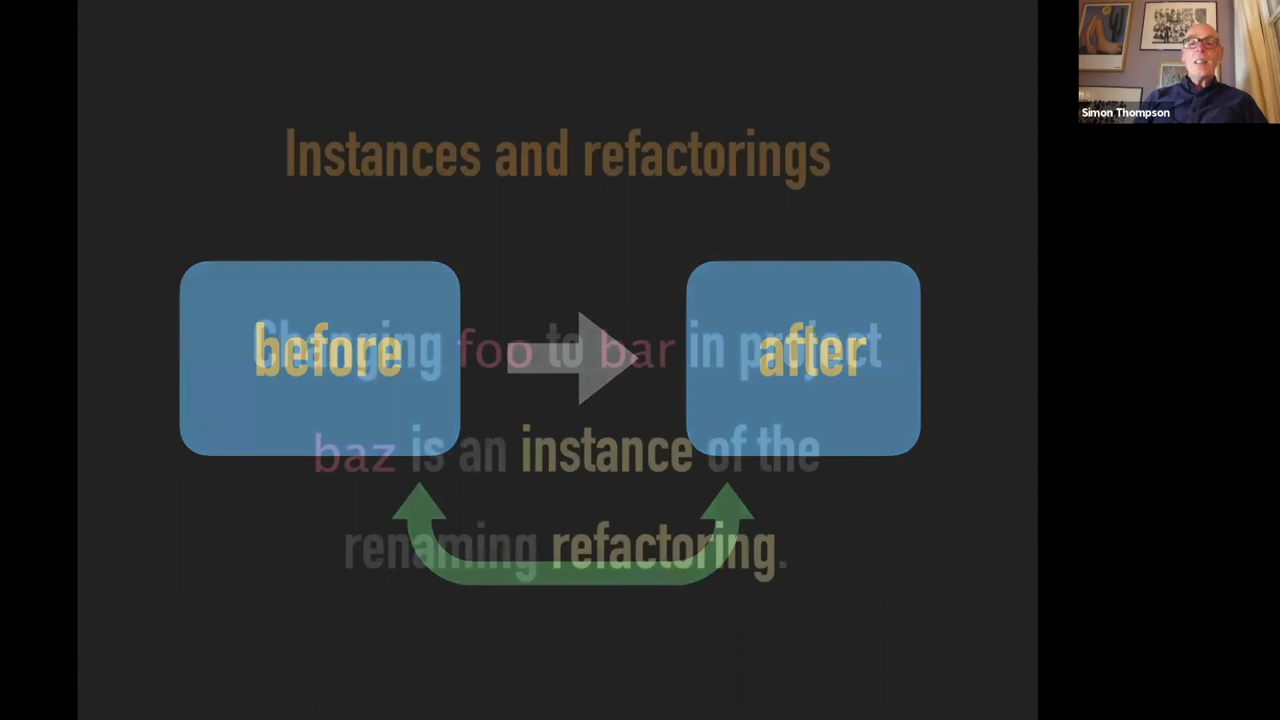 Simon Thompson
Instances and refactorings
before
after
Changing foo to bar in project
baz is an instance of the
renaming refactoring.